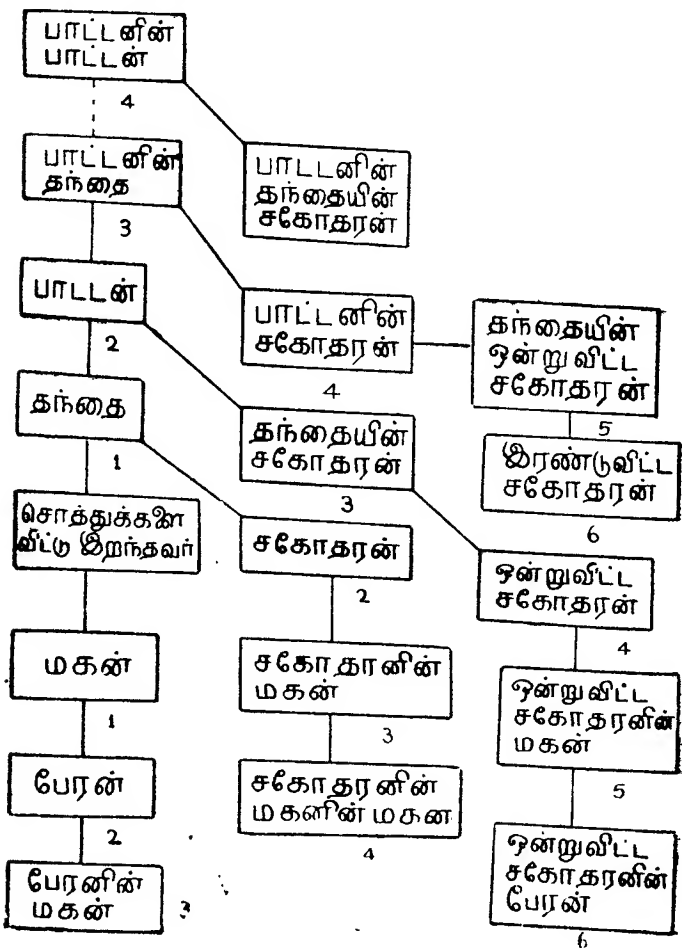 பாட்டனின்
பாட்டன்
4
பாட்டனின்
தந்தை
3
பாடடனின்
தந்தையின்
சகோதரன்
பாடடன்
2
பாட்டனின்
சகோதரன்
4
தந்தையின்
ஒன்றுவிட்ட
சகோதரன்
5
தந்தை
1
தந்தையின்
சகோதரன்
3
இரண்டுவிட்ட
சகோதரன்
6
சொத்துக்களை
விட்டு இறந்தவர்
சகோதரன்
2
ஒன்றுவிட்ட
சகோதரன்
4
மகன்
1
சகோதரனின்
மகன்
3
ஒன்றுவிட்ட
சகோதரனின்
மகன்
5
பேரன்
2
சகோதரனின்
மகனின் மகன
4
ஒன்றுவிட்ட
சகோதரனின்
பேரன்
6
பேரனின்
மகன்
3